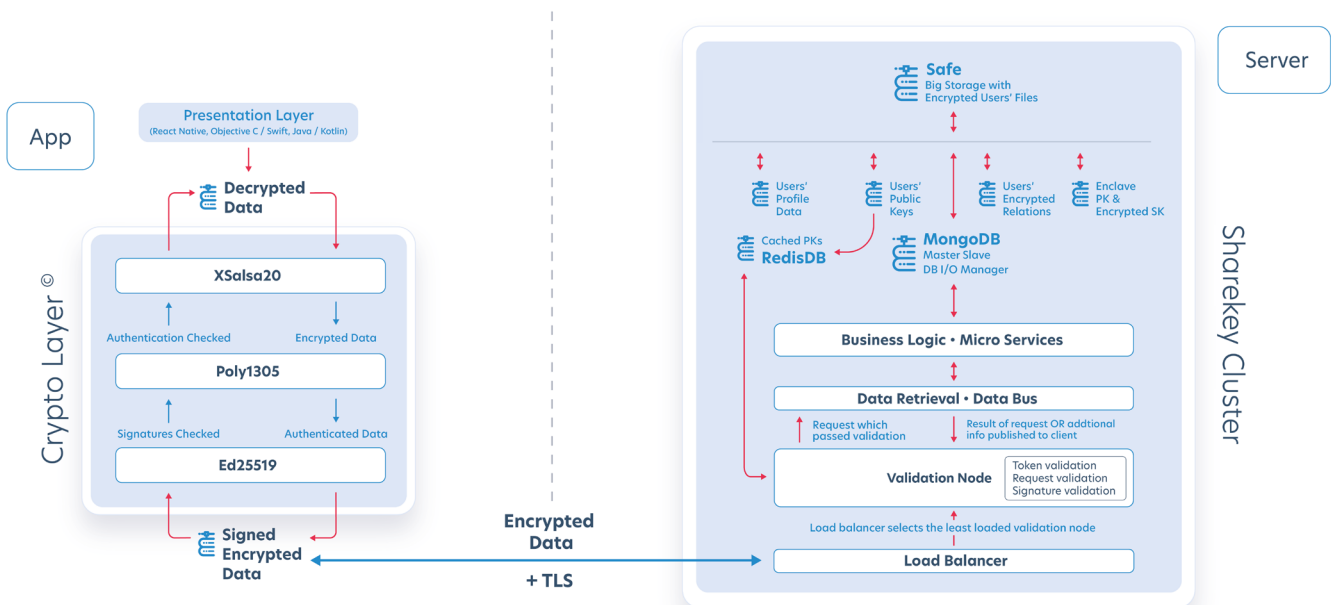 App
Presentation Layer
(React Native, Objective C / Swift, Java / Kotlin)
Decrypted
Data
Crypto Layer ©
XSalsa20
Authentication Checked
Encrypted Data
Poly1305
Signatures Checked
Authenticated Data
Ed25519
Signed
Encrypted
Data
Encrypted
Data
+ TLS
Server
Sharekey Cluster
Safe
Big Storage with
Encrypted Users' Files
Users'
Profile
Data
Users'
Public
Keys
Users'
Encrypted
Relations
Enclave
PK &
Encrypted SK
Cached PKs
RedisDB
MongoDB
Master Slave
DB I/O Manager
Business Logic • Micro Services
Data Retrieval • Data Bus
Request which
passed validation
Result of request OR addtional
info published to client
Validation Node
Token validation
Request validation
Signature validation
Load balancer selects the least loaded validation node
Load Balancer